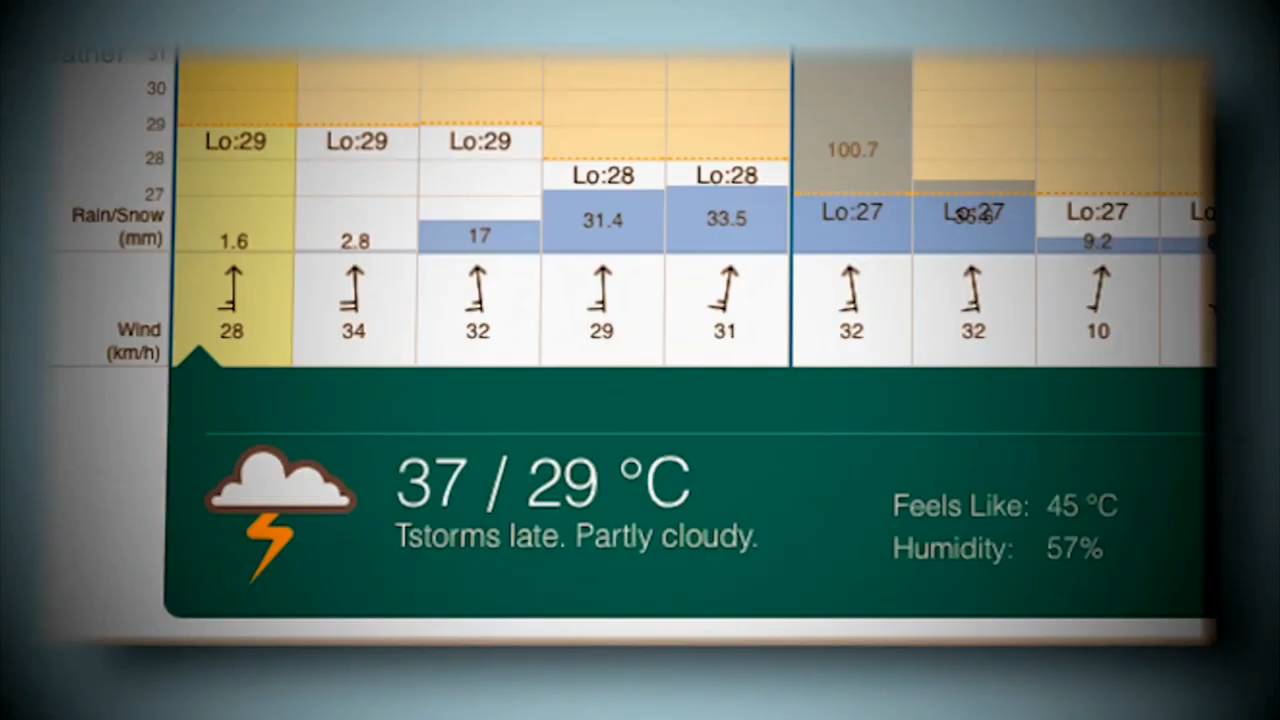 31
30
29
28
27
Lo:29 Lo:29 Lo:29 Lo:28 Lo:28 Lo:27 Lo:27 Lo:27
100.7
Rain/Snow
(mm)
1.6 2.8 17 31.4 33.5 9.2
Wind
(km/h)
28 34 32 29 31 32 32 10
37 / 29 °C
Tstorms late. Partly cloudy.
Feels Like: 45 °C
Humidity: 57%